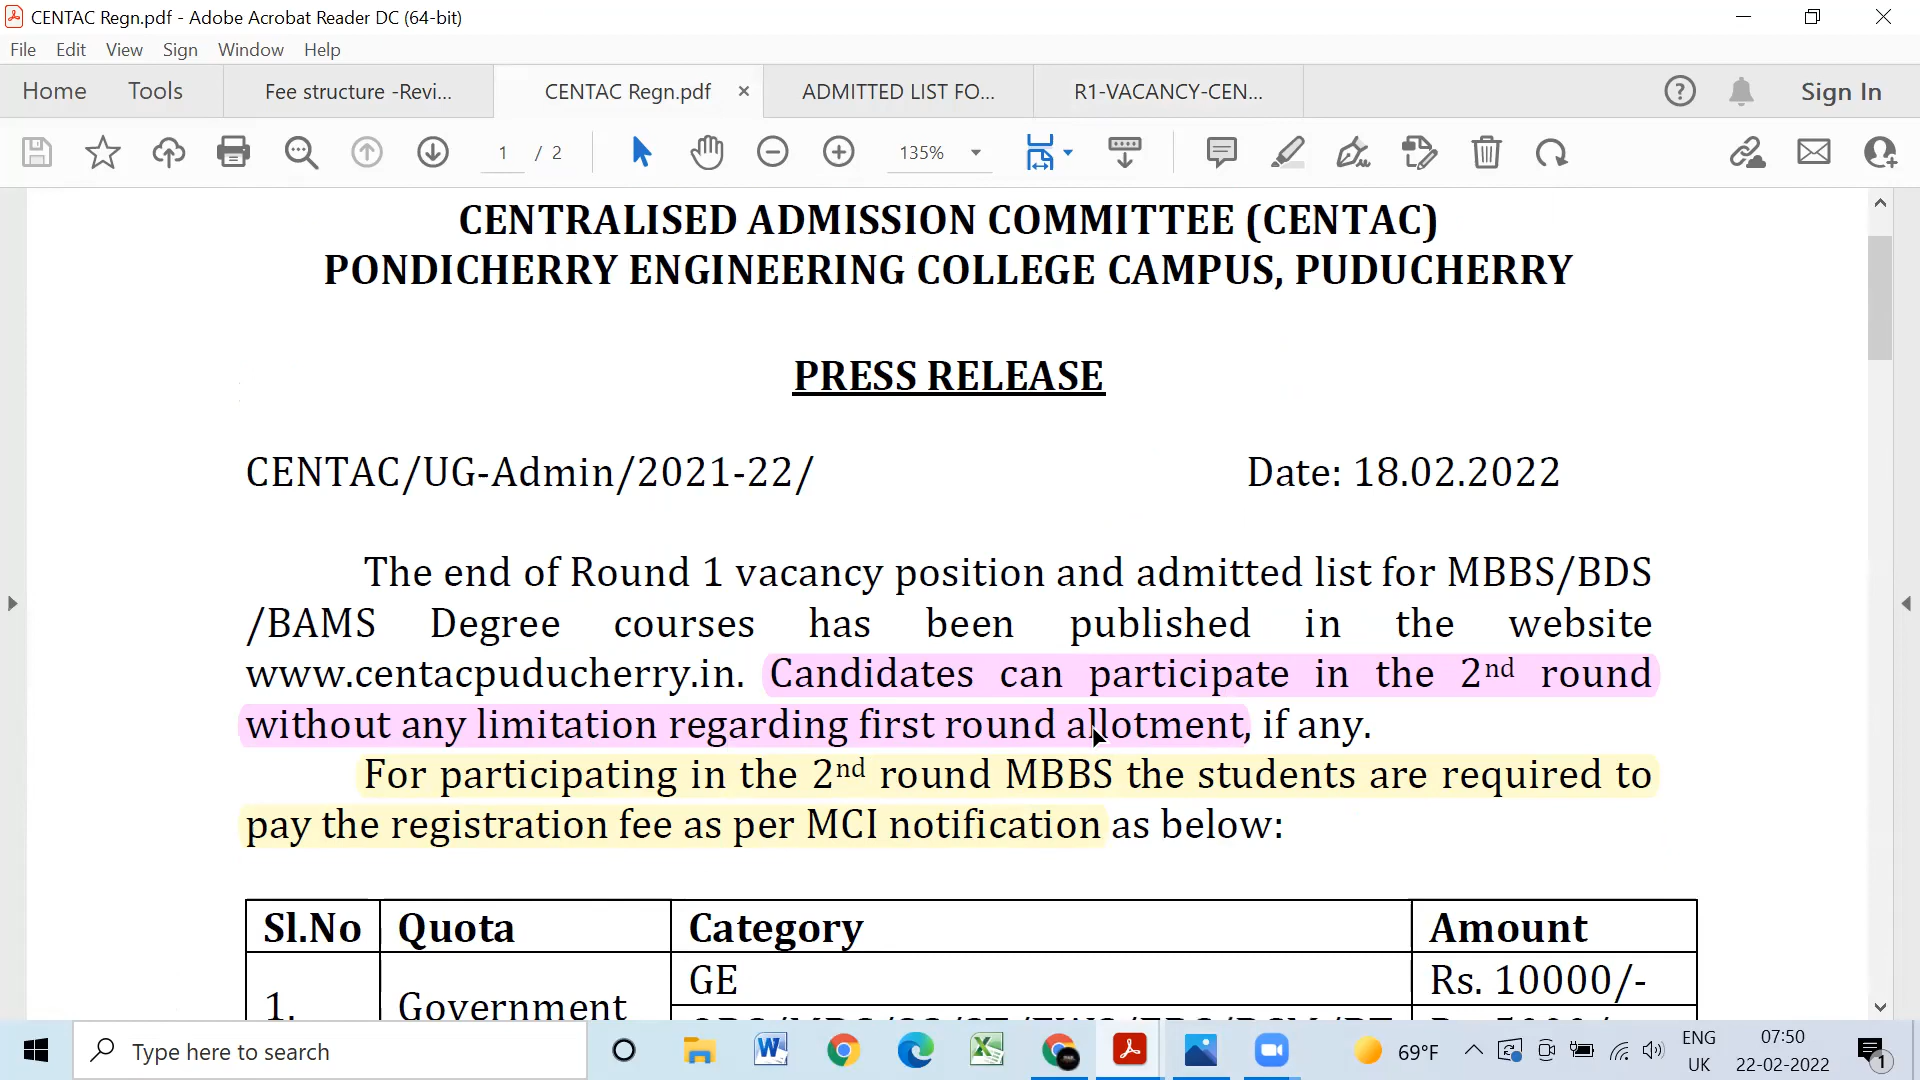 CENTAC Regn.pdf - Adobe Acrobat Reader DC (64-bit)
File Edit View Sign Window Help
Home Tools Fee structure -Revi... CENTAC Regn.pdf × ADMITTED LIST FO... R1-VACANCY-CEN... Sign In
1 / 2 135%
CENTRALISED ADMISSION COMMITTEE (CENTAC)
PONDICHERRY ENGINEERING COLLEGE CAMPUS, PUDUCHERRY
PRESS RELEASE
CENTAC/UG-Admin/2021-22/ Date: 18.02.2022
The end of Round 1 vacancy position and admitted list for MBBS/BDS
/BAMS Degree courses has been published in the website
www.centacpuducherry.in. Candidates can participate in the 2nd round
without any limitation regarding first round allotment, if any.
For participating in the 2nd round MBBS the students are required to
pay the registration fee as per MCI notification as below:
Sl.No Quota Category Amount
GE Rs. 10000/-
1. Government
Type here to search 69°F ENG 07:50
UK 22-02-2022 1